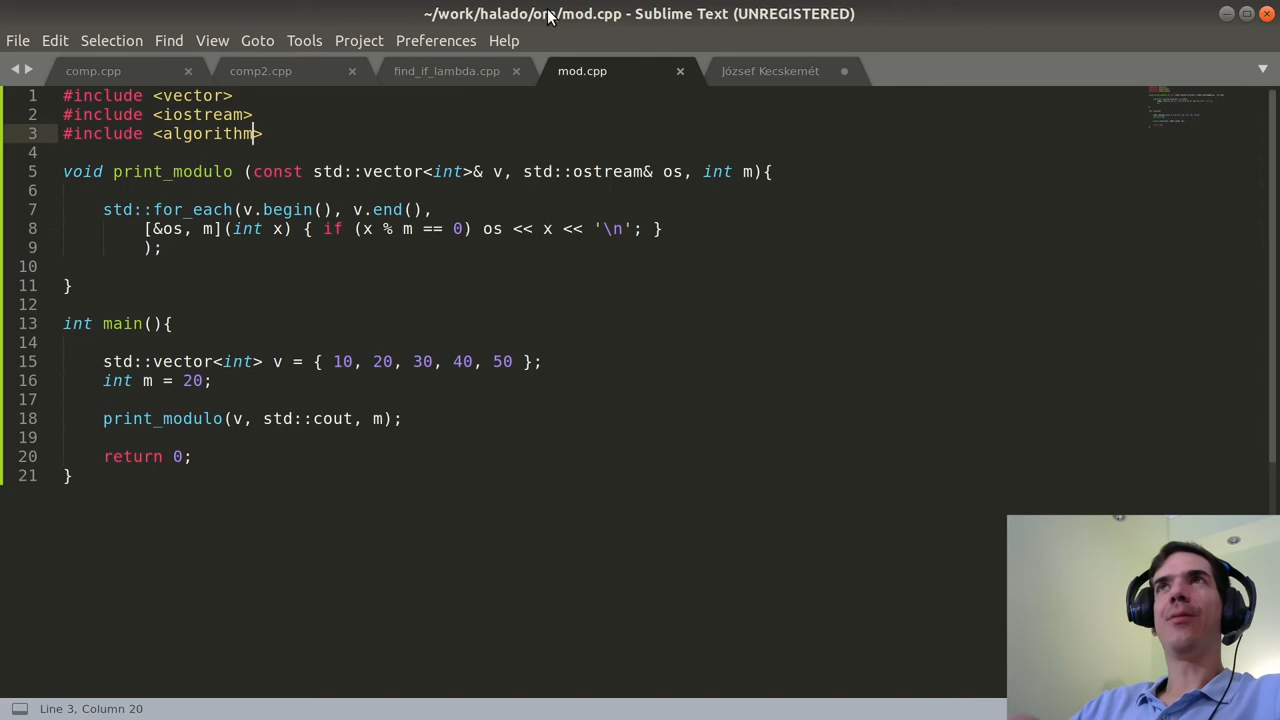 ~/work/halado/ora/mod.cpp - Sublime Text (UNREGISTERED)
File Edit Selection Find View Goto Tools Project Preferences Help
comp.cpp comp2.cpp find_if_lambda.cpp mod.cpp József Kecskemét
1 #include <vector>
2 #include <iostream>
3 #include <algorithm>
4
5 void print_modulo (const std::vector<int>& v, std::ostream& os, int m){
6
7 std::for_each(v.begin(), v.end(),
8 [&os, m](int x) { if (x % m == 0) os << x << '\n'; }
9 );
10
11 }
12
13 int main(){
14
15 std::vector<int> v = { 10, 20, 30, 40, 50 };
16 int m = 20;
17
18 print_modulo(v, std::cout, m);
19
20 return 0;
21 }
Line 3, Column 20